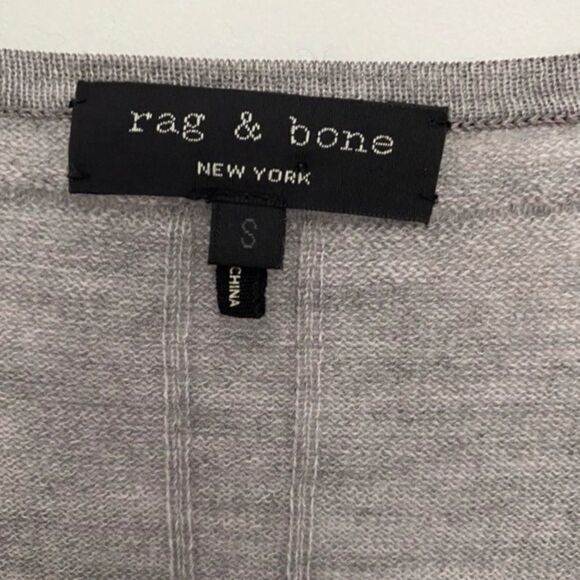 rag & bone
NEW YORK
S
CHINA